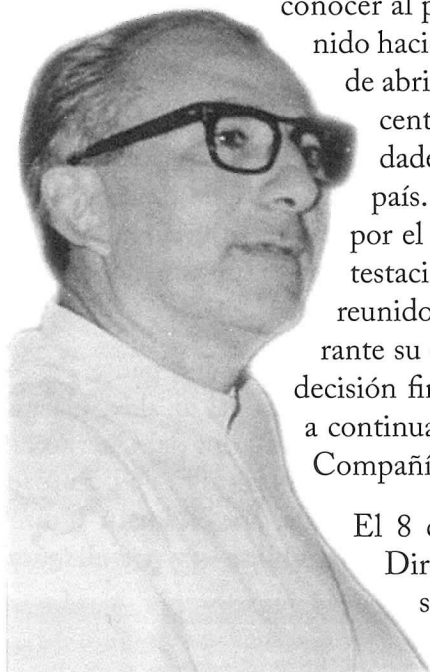 conocer al p
nido haci
de abri
cent
dade
país.
por el
testaci
reunido
rante su
decisión fir
a continua
Compañí
El 8
Dir
s